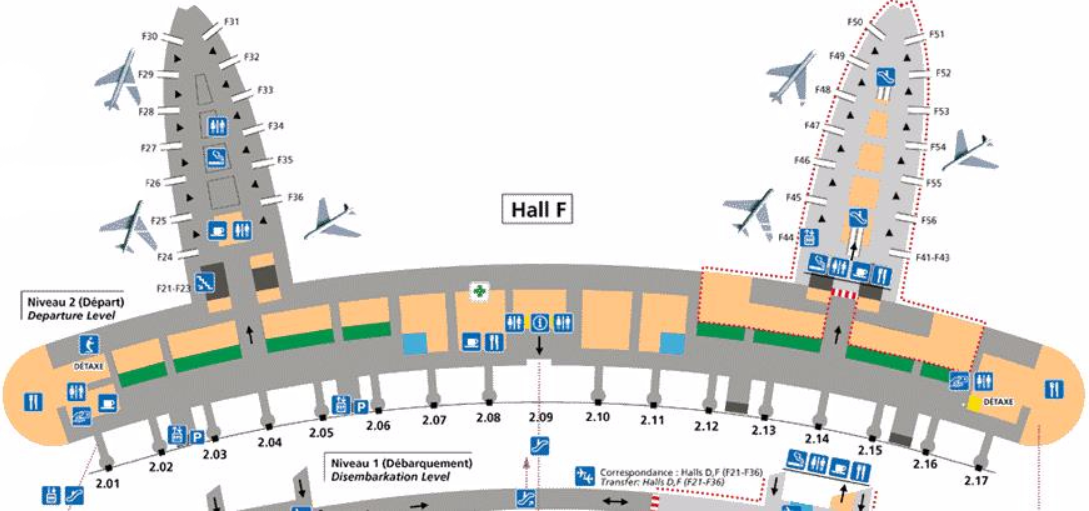 F31
F30
F32
F29
F33
F28
F34
F27
F35
F26
F36
F25
F24
F21-F23
F50
F51
F49
F52
F48
F53
F47
F54
F46
F55
F45
F56
F44
F41-F43
Hall F
Niveau 2 (Départ)
Departure Level
DÉTAXE
DÉTAXE
P
P
i
2.01
2.02
2.03
2.04
2.05
2.06
2.07
2.08
2.09
2.10
2.11
2.12
2.13
2.14
2.15
2.16
2.17
Niveau 1 (Débarquement)
Disembarkation Level
Correspondance : Halls D,F (F21-F36)
Transfer: Halls D,F (F21-F36)